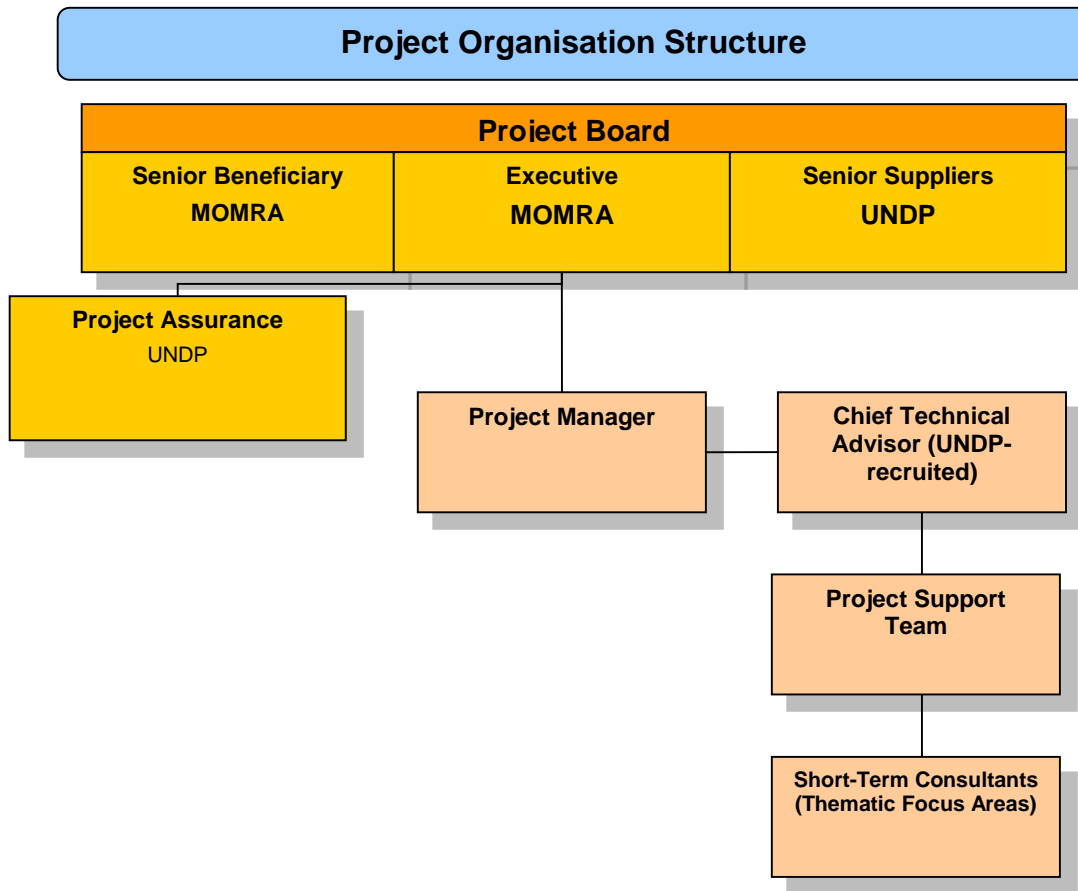 Project Organisation Structure
Project Board
Senior Beneficiary
MOMRA
Executive
MOMRA
Senior Suppliers
UNDP
Project Assurance
UNDP
Project Manager
Chief Technical
Advisor (UNDP-
recruited)
Project Support
Team
Short-Term Consultants
(Thematic Focus Areas)